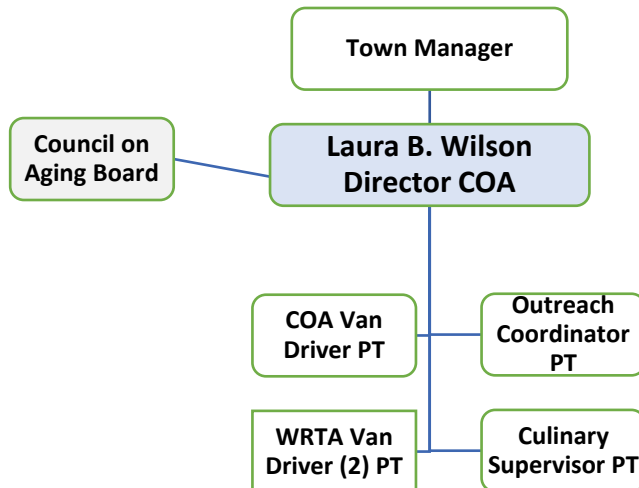 Town Manager
Council on
Aging Board
Laura B. Wilson
Director COA
COA Van
Driver PT
Outreach
Coordinator
PT
WRTA Van
Driver (2) PT
Culinary
Supervisor PT